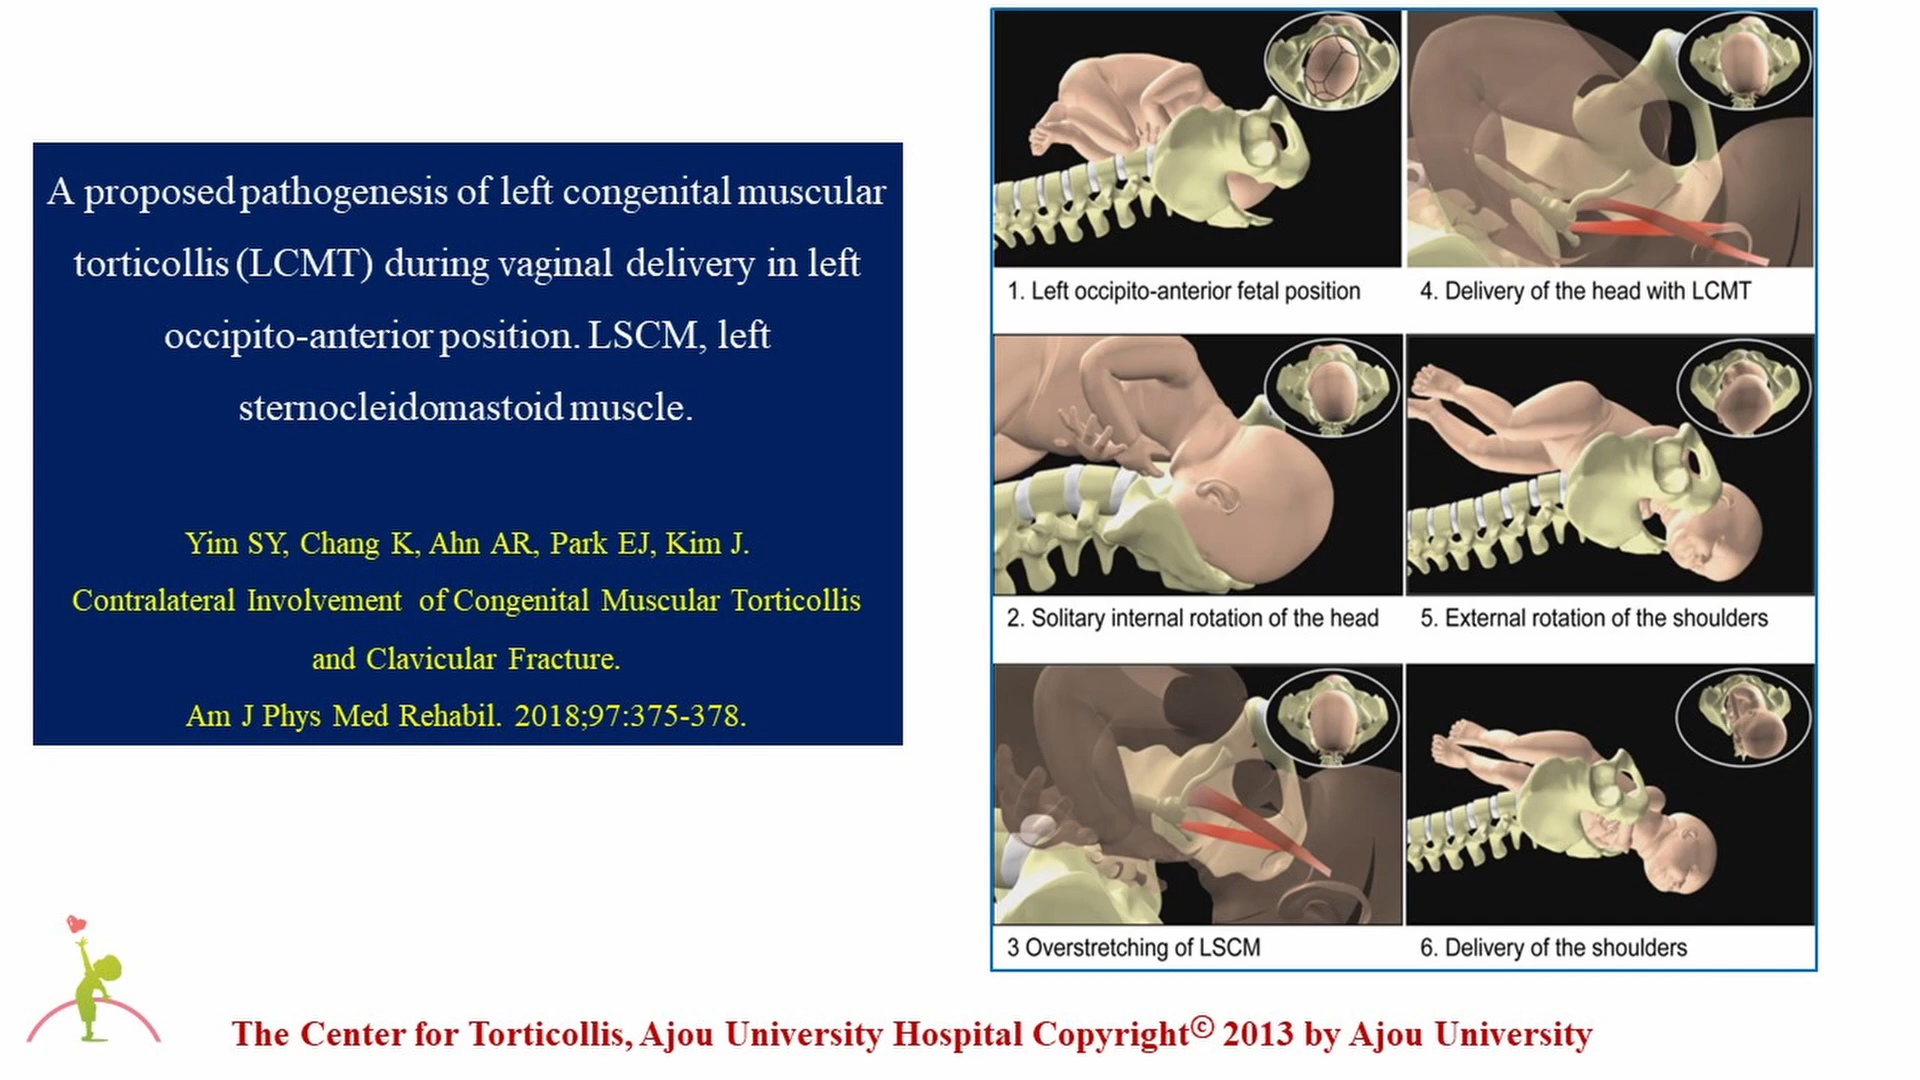 A proposed pathogenesis of left congenital muscular
torticollis (LCMT) during vaginal delivery in left
occipito-anterior position. LSCM, left
sternocleidomastoid muscle.
Yim SY, Chang K, Ahn AR, Park EJ, Kim J.
Contralateral Involvement of Congenital Muscular Torticollis
and Clavicular Fracture.
Am J Phys Med Rehabil. 2018;97:375-378.
1. Left occipito-anterior fetal position
4. Delivery of the head with LCMT
2. Solitary internal rotation of the head
5. External rotation of the shoulders
3 Overstretching of LSCM
6. Delivery of the shoulders
The Center for Torticollis, Ajou University Hospital Copyright© 2013 by Ajou University